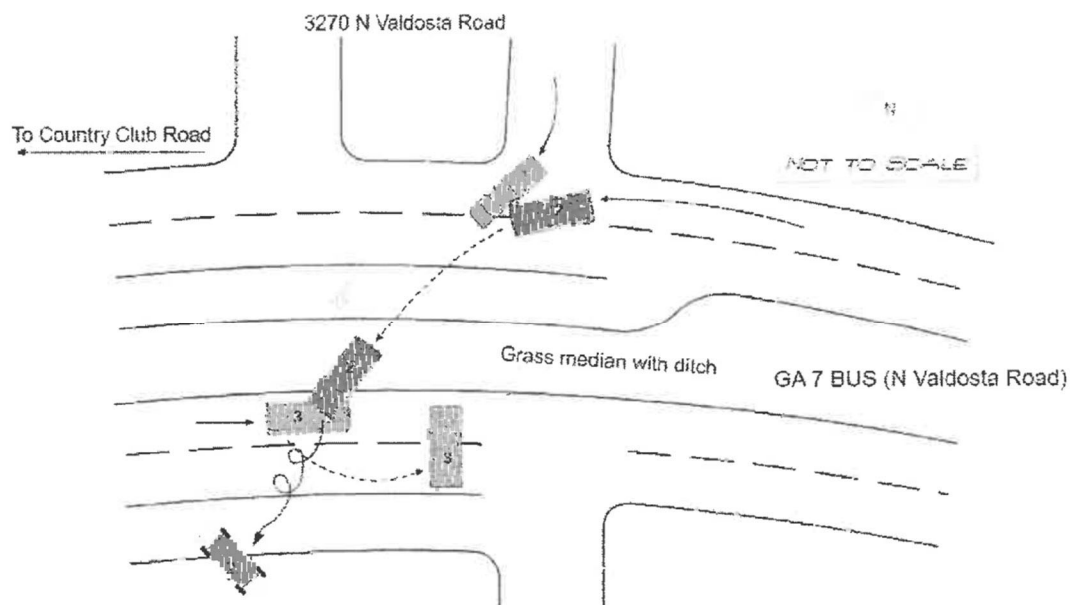 3270 N Valdosta Road
To Country Club Road
N
NOT TO SCALE
2
Grass median with ditch
GA 7 BUS (N Valdosta Road)
3
3